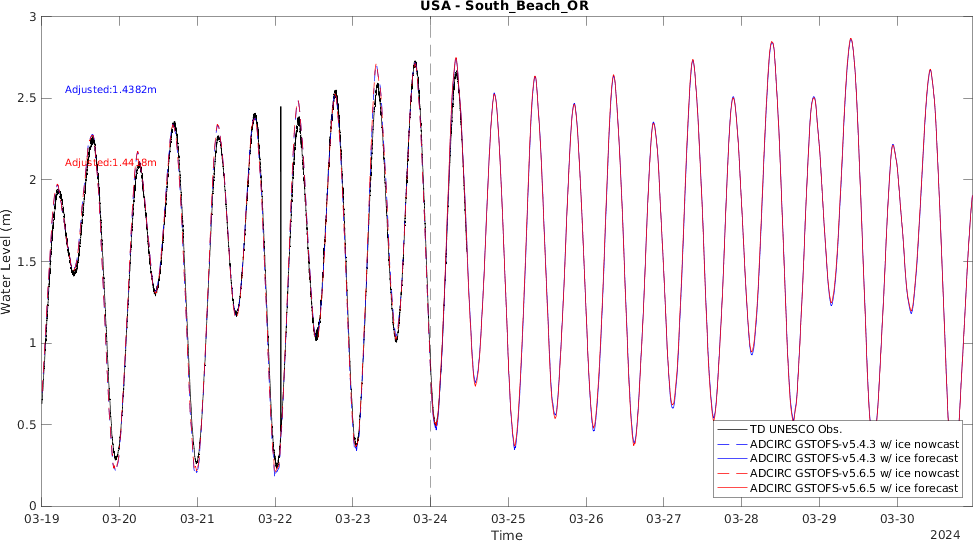 USA - South_Beach_OR
3
2.5
2
1.5
1
0.5
0
Water Level (m)
Adjusted:1.4382m
TD UNESCO Obs.
ADCIRC GSTOFS-v5.4.3 w/ ice nowcast
ADCIRC GSTOFS-v5.4.3 w/ ice forecast
ADCIRC GSTOFS-v5.6.5 w/ ice nowcast
ADCIRC GSTOFS-v5.6.5 w/ ice forecast
03-19 03-20 03-21 03-22 03-23 03-24 03-25 03-26 03-27 03-28 03-29 03-30
Time
2024